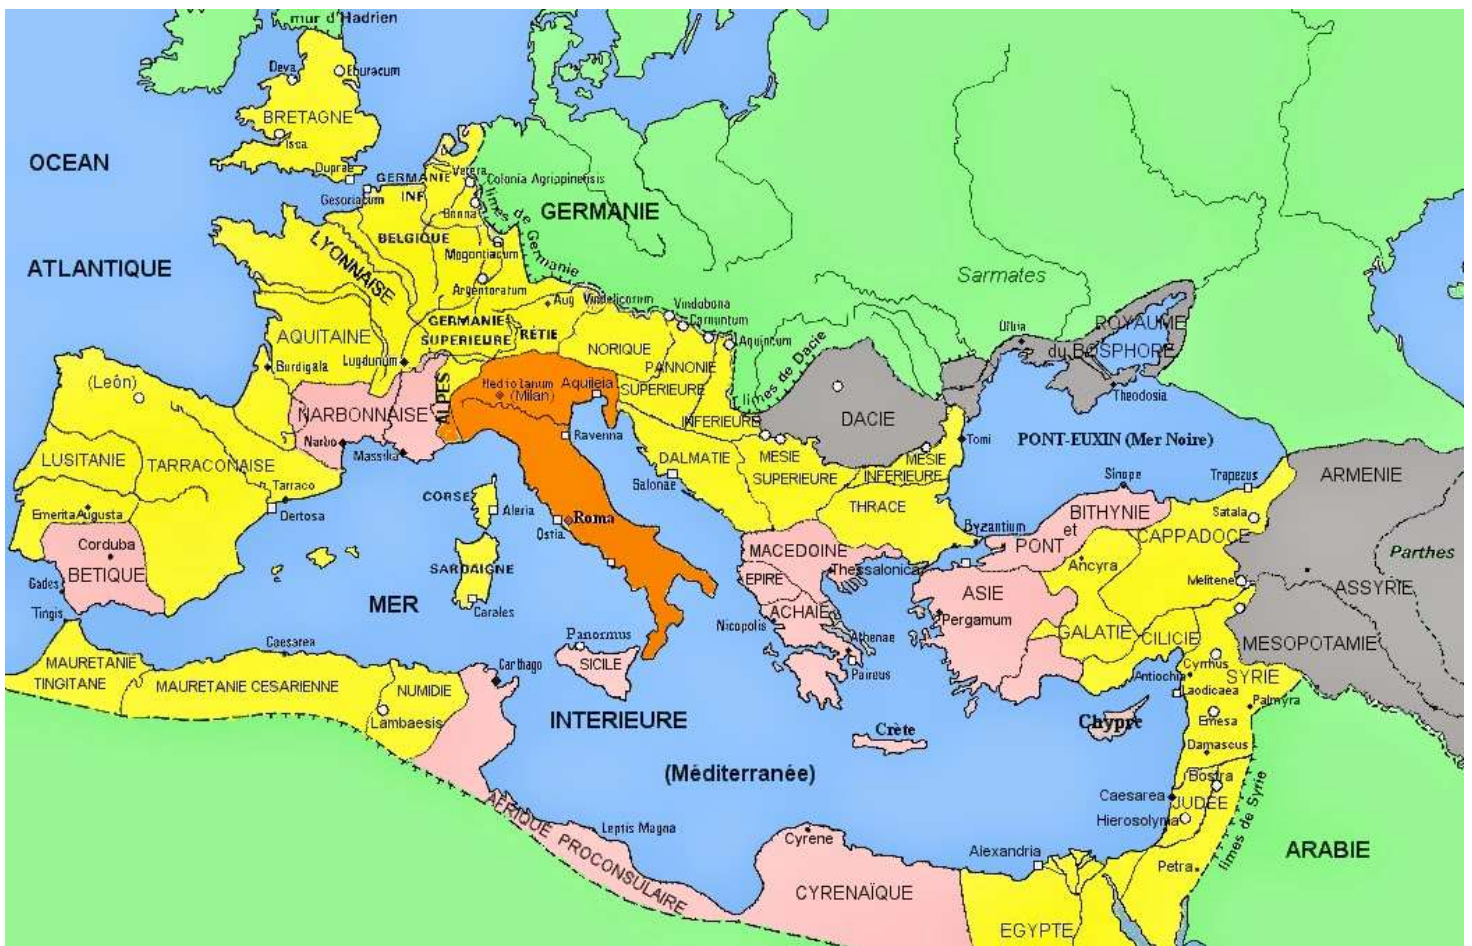 mur d'Hadrien
Deva
Eburacum
BRETAGNE
Isca
OCEAN
Duprae
GERMANIE
INF
Vetera
Colonia Agrippinensis
Gesoriacum
Bonna
limes de Germanie
GERMANIE
BELGIQUE
LYONNAISE
Mogontiacum
ATLANTIQUE
Sarmates
Argentoratum
Aug Vindelicorum
Vindobona
Carnuntum
GERMANIE
SUPERIEURE
RÉTIE
Aquincum
Olbia
ROYAUME
du BOSPHORE
AQUITAINE
NORIQUE
PANNONIE
SUPERIEURE
INFERIEURE
limes de Dacie
Burdigala
Lugdunum
ALPES
Mediolanum
(Milan)
Aquileia
Theodosia
(León)
NARBONNAISE
DACIE
Narbo
Massilia
Ravenna
Tomi
PONT-EUXIN (Mer Noire)
LUSITANIE
TARRACONAISE
DALMATIE
MESIE
SUPERIEURE
MESIE
INFERIEURE
ARMENIE
Salonae
Sinope
Trapezus
Tarraco
Dertosa
CORSE
Aleria
THRACE
BITHYNIE
et
PONT
Satala
Emerita Augusta
Roma
Ostia
Byzantium
CAPPADOCE
Corduba
BETIQUE
MACEDOINE
Thessalonica
Ancyra
Parthes
SARDAIGNE
EPIRE
Melitene
ASSYRIE
Gades
Tingis
MER
Carales
ACHAIE
ASIE
Pergamum
Nicopolis
Athenae
GALATIE
CILICIE
MESOPOTAMIE
Caesarea
Panormus
SICILE
Paireus
Cyrrhus
MAURETANIE
TINGITANE
MAURETANIE CESARIENNE
NUMIDIE
Carthago
Antiochia
SYRIE
Laodicaea
Lambaesis
INTERIEURE
Crète
Chypre
Emesa
Palmyra
(Méditerranée)
Damascus
Bostra
limes de Syrie
AFRIQUE PROCONSULAIRE
Leptis Magna
Caesarea
JUDÉE
Hierosolyma
Cyrene
Alexandria
Petra
ARABIE
CYRENAÏQUE
EGYPTE